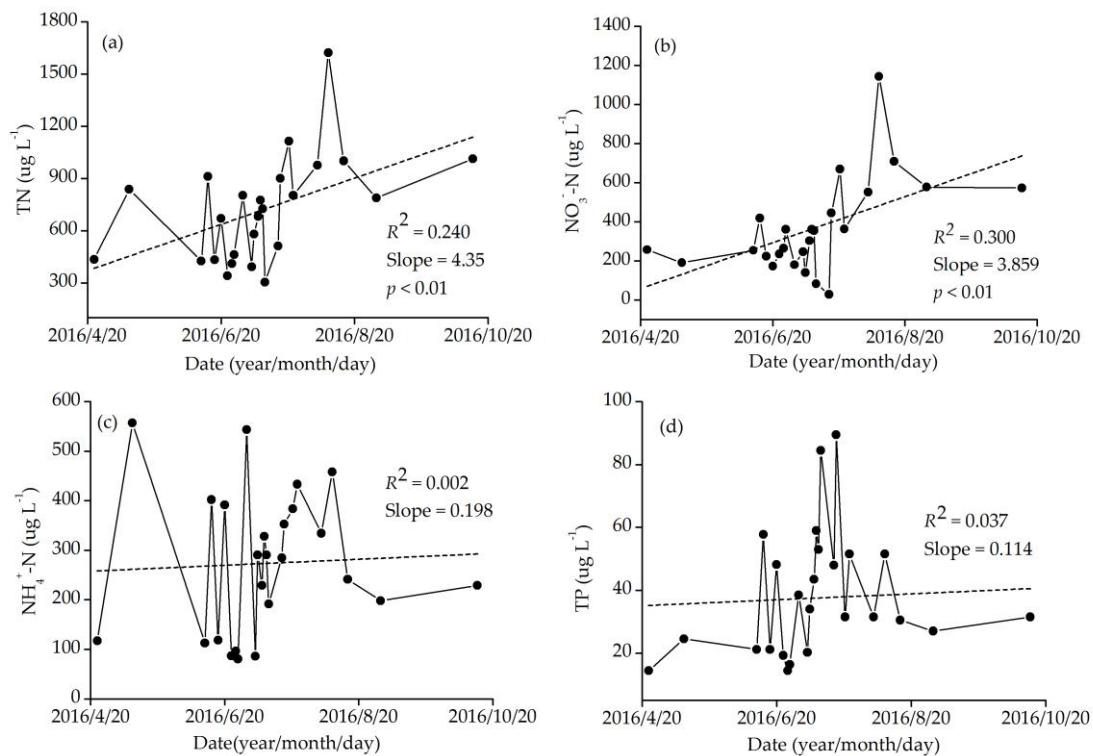 (a)
TN (ug L⁻¹)
1800
1500
1200
900
600
300
R² = 0.240
Slope = 4.35
p < 0.01
2016/4/20 2016/6/20 2016/8/20 2016/10/20
Date (year/month/day)
(b)
NO₃⁻-N (ug L⁻¹)
1400
1200
1000
800
600
400
200
0
R² = 0.300
Slope = 3.859
p < 0.01
2016/4/20 2016/6/20 2016/8/20 2016/10/20
Date (year/month/day)
(c)
NH₄⁺-N (ug L⁻¹)
600
500
400
300
200
100
0
R² = 0.002
Slope = 0.198
2016/4/20 2016/6/20 2016/8/20 2016/10/20
Date(year/month/day)
(d)
TP (ug L⁻¹)
100
80
60
40
20
R² = 0.037
Slope = 0.114
2016/4/20 2016/6/20 2016/8/20 2016/10/20
Date (year/month/day)